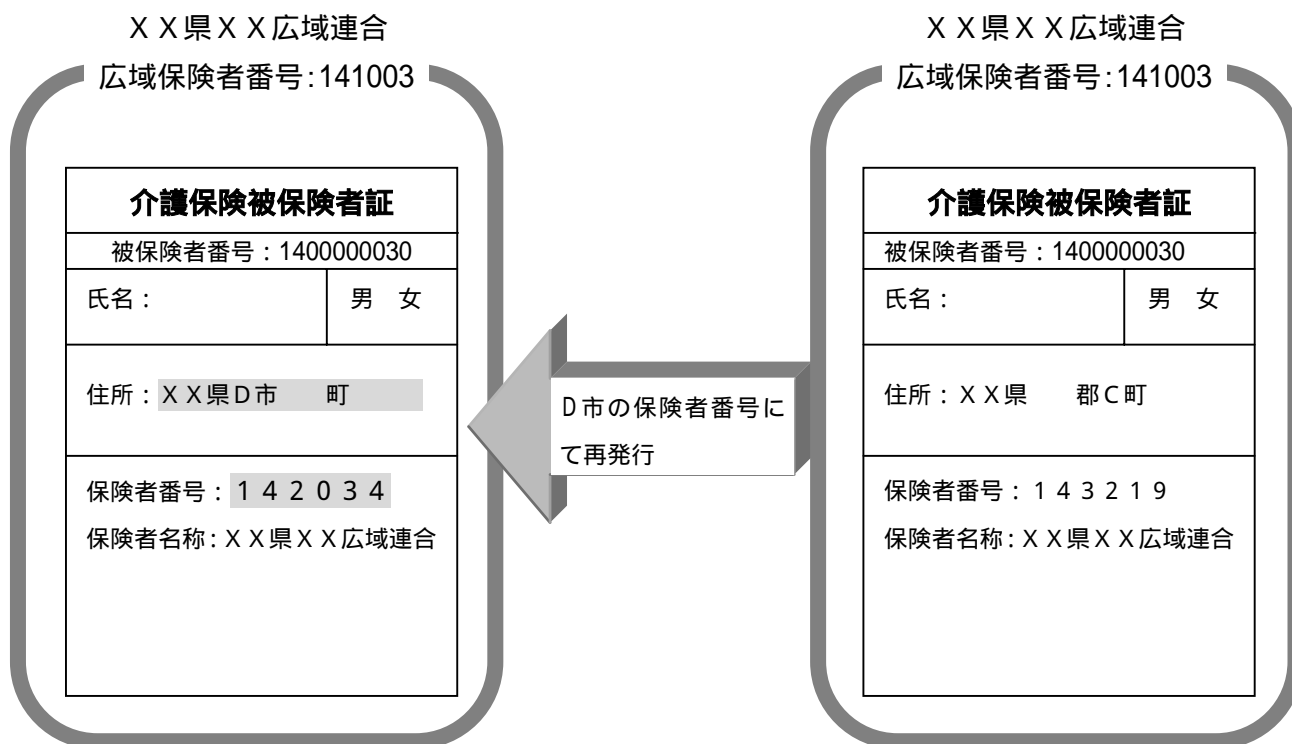 ＸＸ県ＸＸ広域連合
広域保険者番号:141003
介護保険被保険者証
被保険者番号：1400000030
氏名：
男　女
住所：ＸＸ県Ｄ市　　町
保険者番号：１４２０３４
保険者名称:ＸＸ県ＸＸ広域連合
Ｄ市の保険者番号に
て再発行
ＸＸ県ＸＸ広域連合
広域保険者番号:141003
介護保険被保険者証
被保険者番号：1400000030
氏名：
男　女
住所：ＸＸ県　　郡Ｃ町
保険者番号：１４３２１９
保険者名称:ＸＸ県ＸＸ広域連合